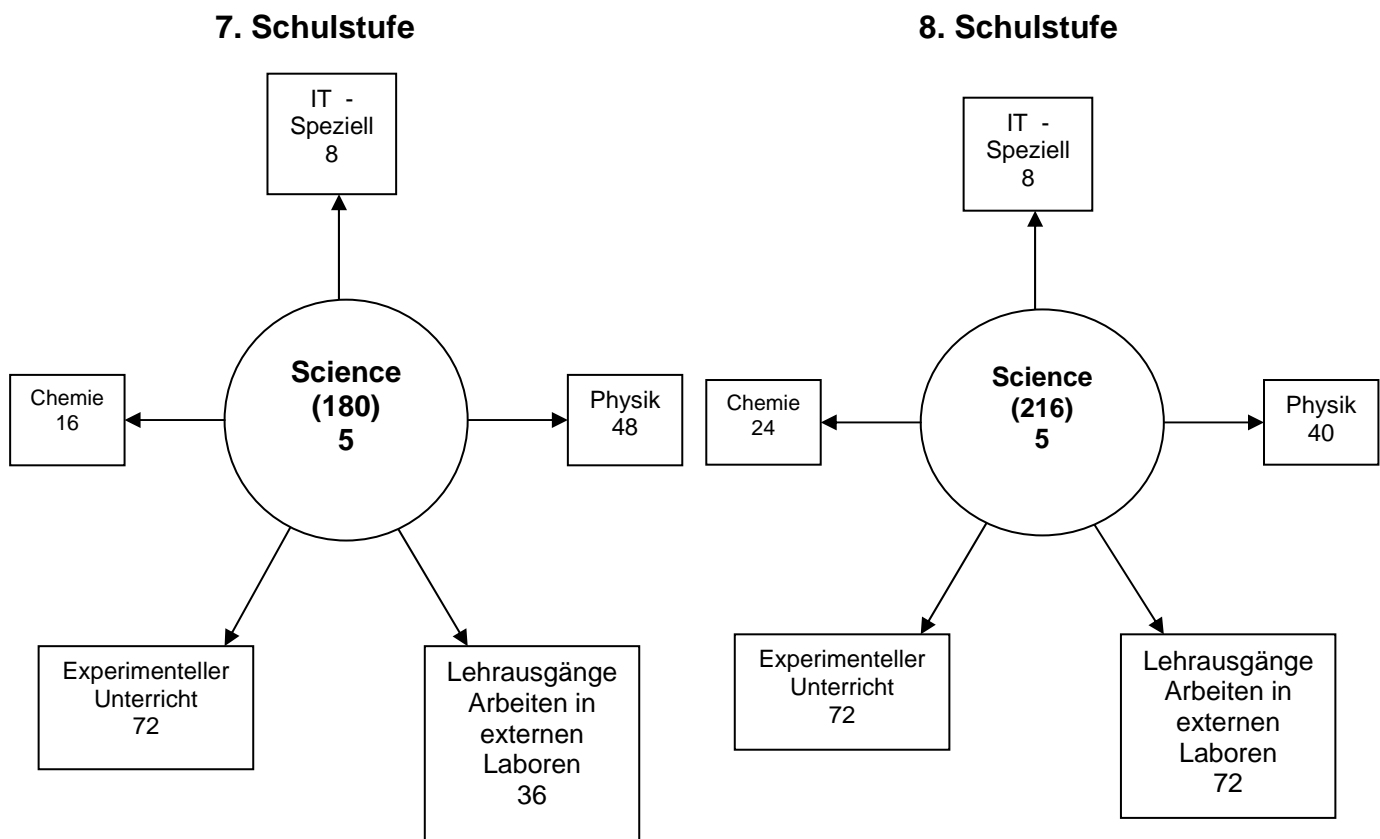 7. Schulstufe
IT -
Speziell
8
Science
(180)
5
Chemie
16
Physik
48
Experimenteller
Unterricht
72
Lehrausgänge
Arbeiten in
externen
Laboren
36
8. Schulstufe
IT -
Speziell
8
Science
(216)
5
Chemie
24
Physik
40
Experimenteller
Unterricht
72
Lehrausgänge
Arbeiten in
externen
Laboren
72